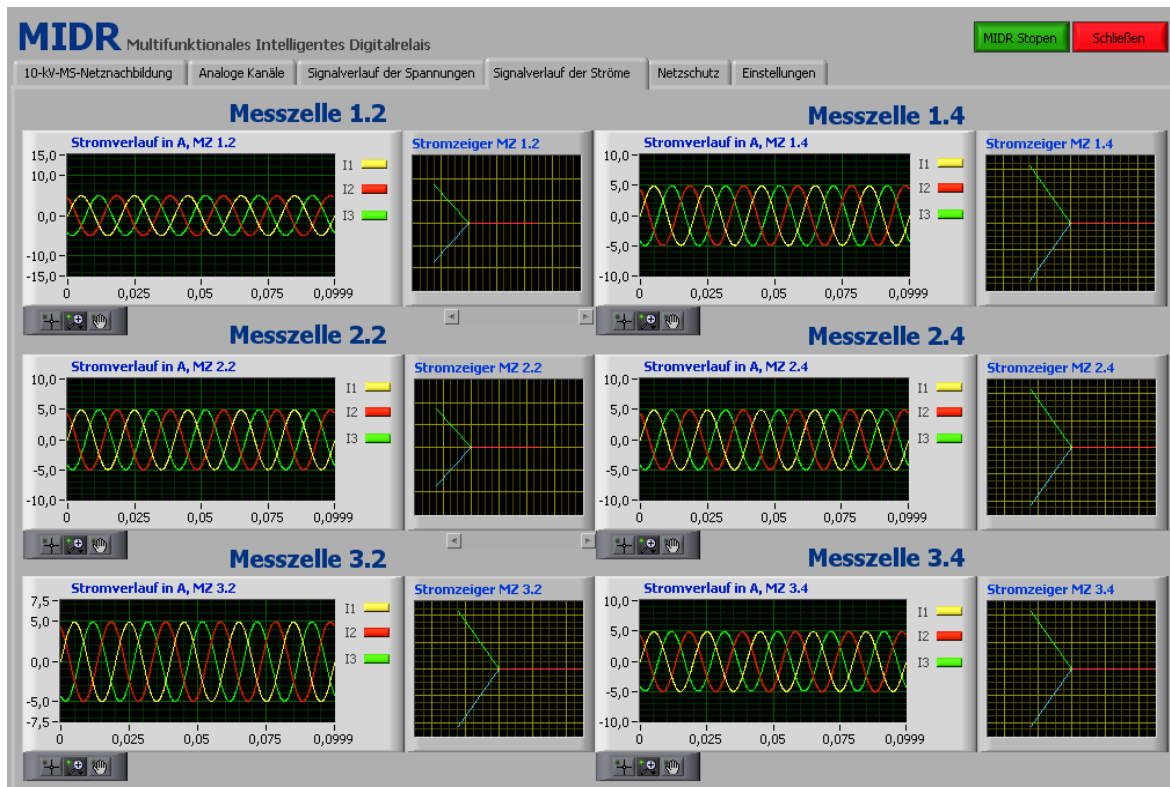 MIDR Multifunktionales Intelligentes Digitalrelais
MIDR Stopen
Schließen
10-kV-MS-Netznachbildung
Analoge Kanäle
Signalverlauf der Spannungen
Signalverlauf der Ströme
Netzschutz
Einstellungen
Messzelle 1.2
Stromverlauf in A, MZ 1.2
15,0
10,0
0,0
-10,0
-15,0
0 0,025 0,05 0,075 0,0999
I1
I2
I3
Stromzeiger MZ 1.2
Messzelle 1.4
Stromverlauf in A, MZ 1.4
10,0
5,0
0,0
-5,0
-10,0
0 0,025 0,05 0,075 0,0999
I1
I2
I3
Stromzeiger MZ 1.4
Messzelle 2.2
Stromverlauf in A, MZ 2.2
10,0
5,0
0,0
-5,0
-10,0
0 0,025 0,05 0,075 0,0999
I1
I2
I3
Stromzeiger MZ 2.2
Messzelle 2.4
Stromverlauf in A, MZ 2.4
10,0
5,0
0,0
-5,0
-10,0
0 0,025 0,05 0,075 0,0999
I1
I2
I3
Stromzeiger MZ 2.4
Messzelle 3.2
Stromverlauf in A, MZ 3.2
7,5
5,0
0,0
-5,0
-7,5
0 0,025 0,05 0,075 0,0999
I1
I2
I3
Stromzeiger MZ 3.2
Messzelle 3.4
Stromverlauf in A, MZ 3.4
10,0
5,0
0,0
-5,0
-10,0
0 0,025 0,05 0,075 0,0999
I1
I2
I3
Stromzeiger MZ 3.4